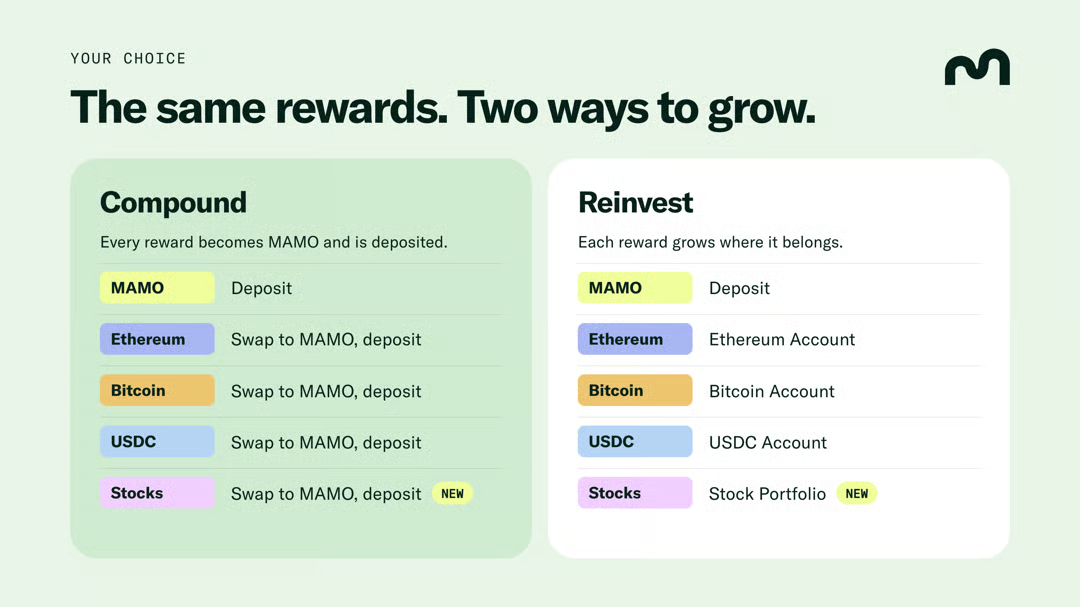 YOUR CHOICE
The same rewards. Two ways to grow.
Compound
Every reward becomes MAMO and is deposited.
MAMO Deposit
Ethereum Swap to MAMO, deposit
Bitcoin Swap to MAMO, deposit
USDC Swap to MAMO, deposit
Stocks Swap to MAMO, deposit NEW
Reinvest
Each reward grows where it belongs.
MAMO Deposit
Ethereum Ethereum Account
Bitcoin Bitcoin Account
USDC USDC Account
Stocks Stock Portfolio NEW